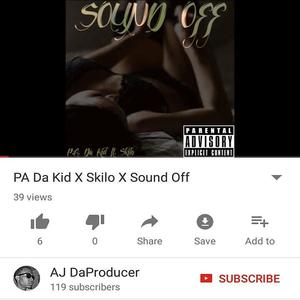 SOUND OFF
PA Da Kid ft. Skilo
PARENTAL
ADVISORY
EXPLICIT CONTENT
PA Da Kid X Skilo X Sound Off
39 views
6
0
Share
Save
Add to
AJ DaProducer
119 subscribers
SUBSCRIBE